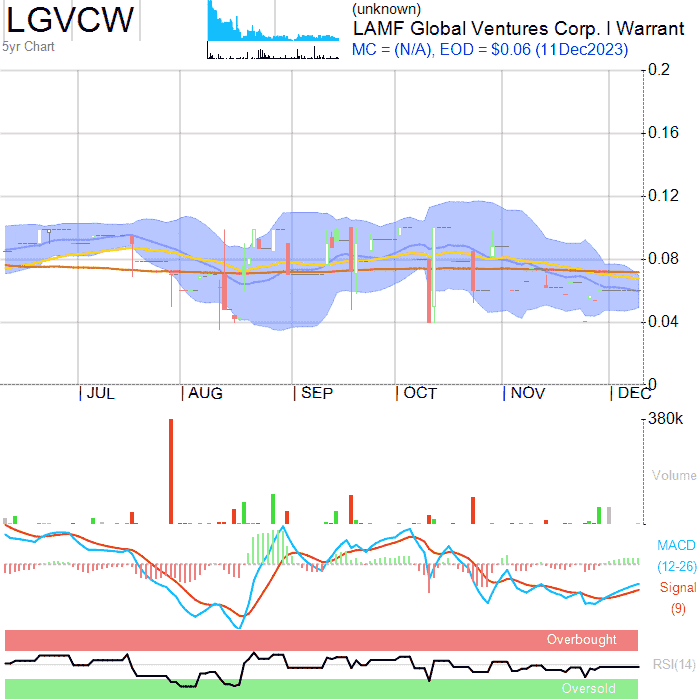 LGVCW
5yr Chart
(unknown)
LAMF Global Ventures Corp. I Warrant
MC = (N/A), EOD = $0.06 (11Dec2023)
0.2
0.16
0.12
0.08
0.04
0
JUL
AUG
SEP
OCT
NOV
DEC
380k
Volume
MACD
(12-26)
Signal
(9)
Overbought
RSI(14)
Oversold